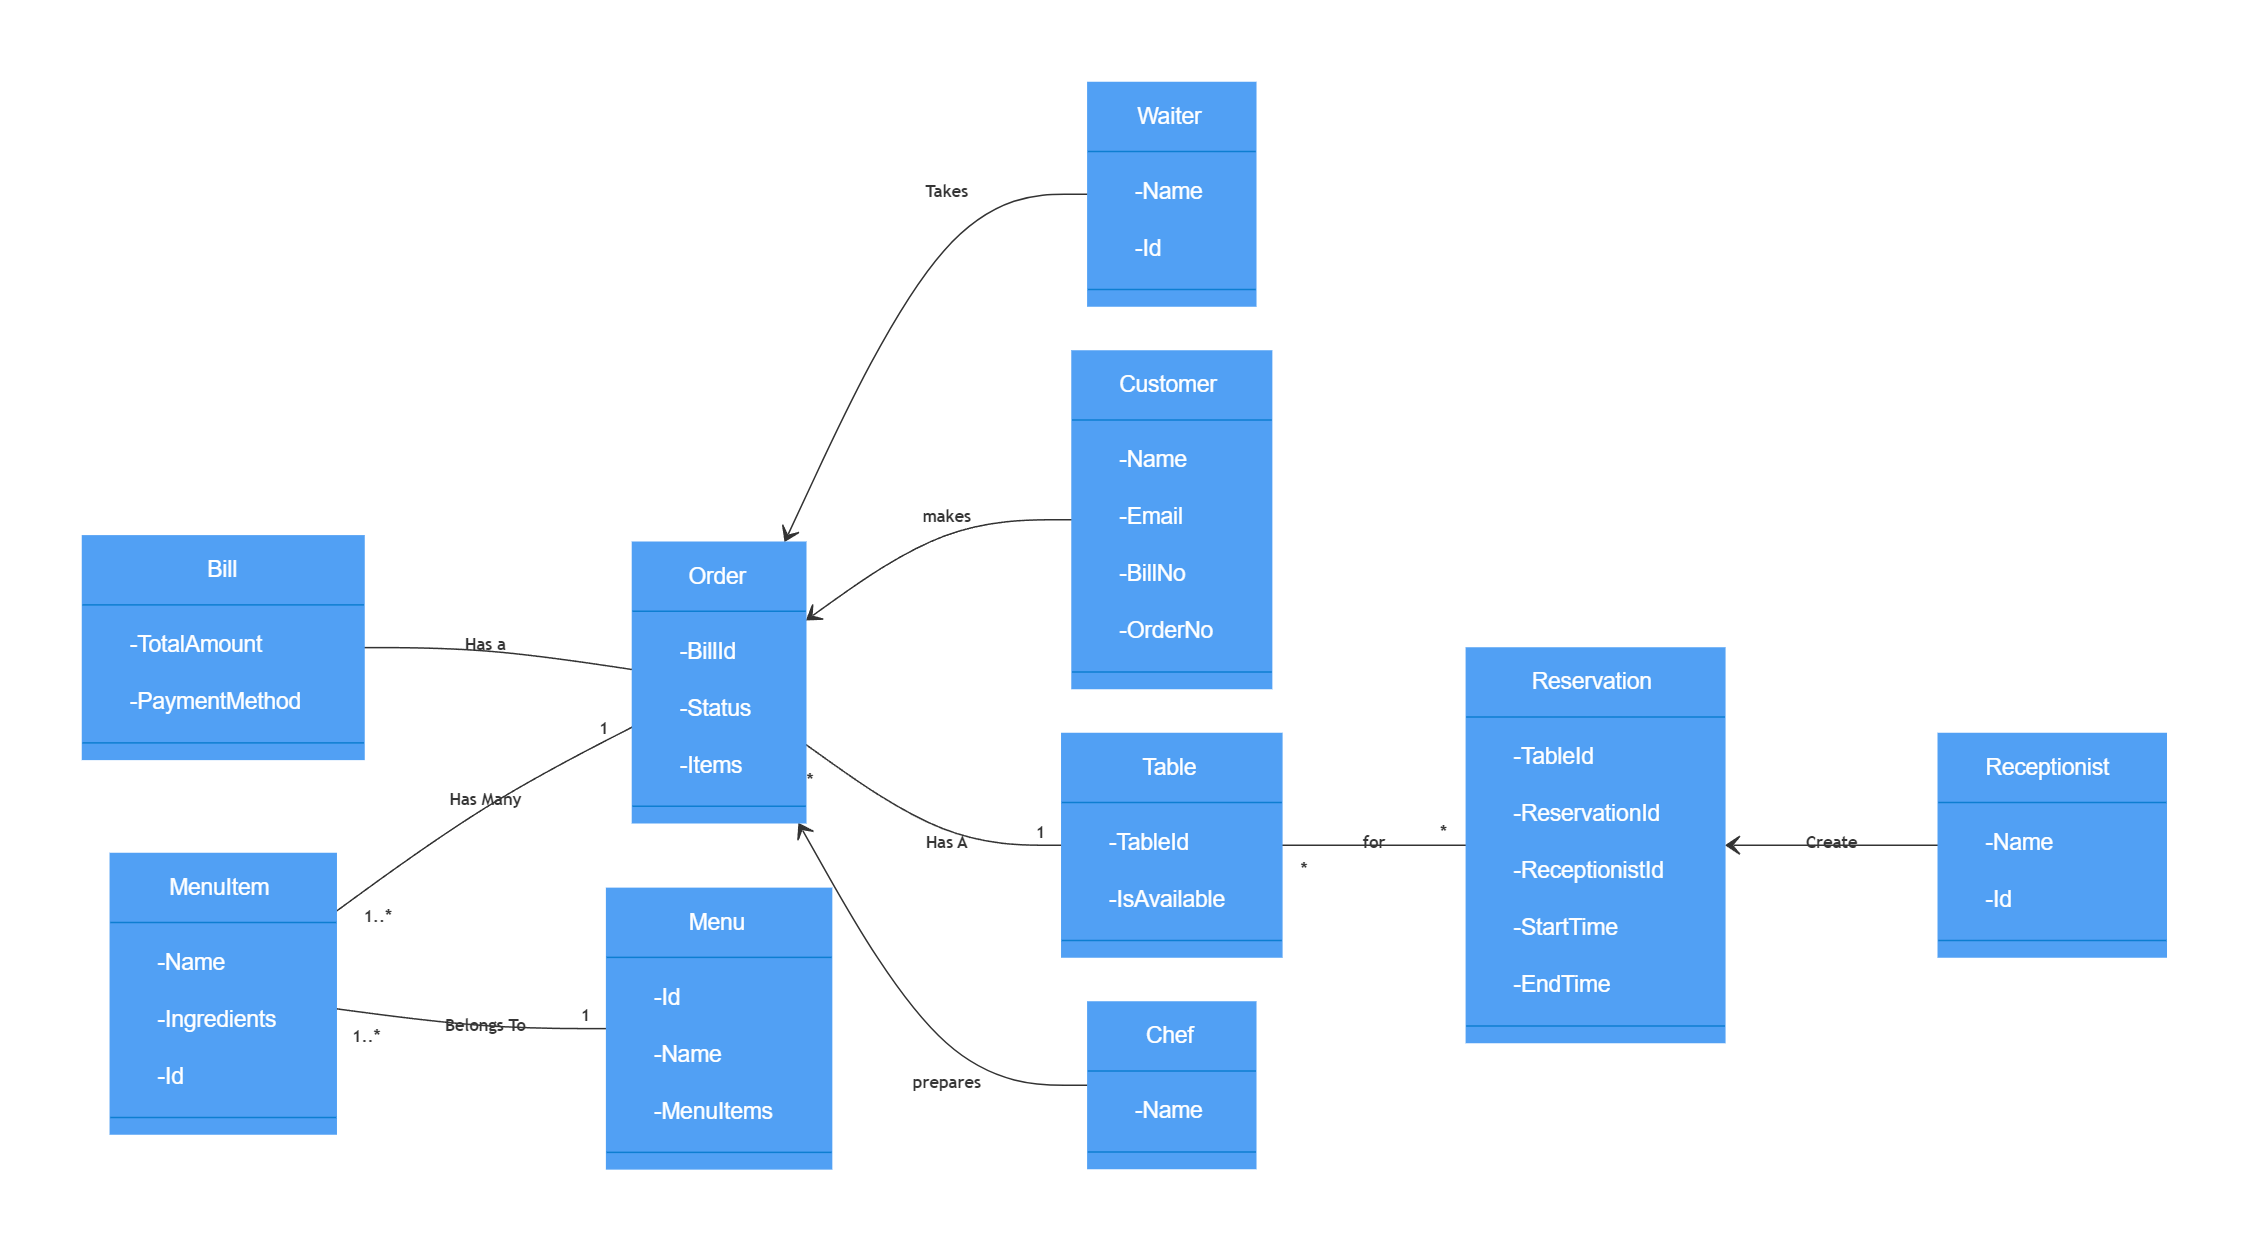 Waiter
-Name
-Id
Takes
Customer
-Name
-Email
-BillNo
-OrderNo
makes
Bill
-TotalAmount
-PaymentMethod
Has a
Order
-BillId
-Status
-Items
1
Has Many
1..*
*
Has A
1
Table
-TableId
-IsAvailable
*
for
*
Reservation
-TableId
-ReservationId
-ReceptionistId
-StartTime
-EndTime
Create
Receptionist
-Name
-Id
MenuItem
-Name
-Ingredients
-Id
1..*
Belongs To
1
Menu
-Id
-Name
-MenuItems
prepares
Chef
-Name